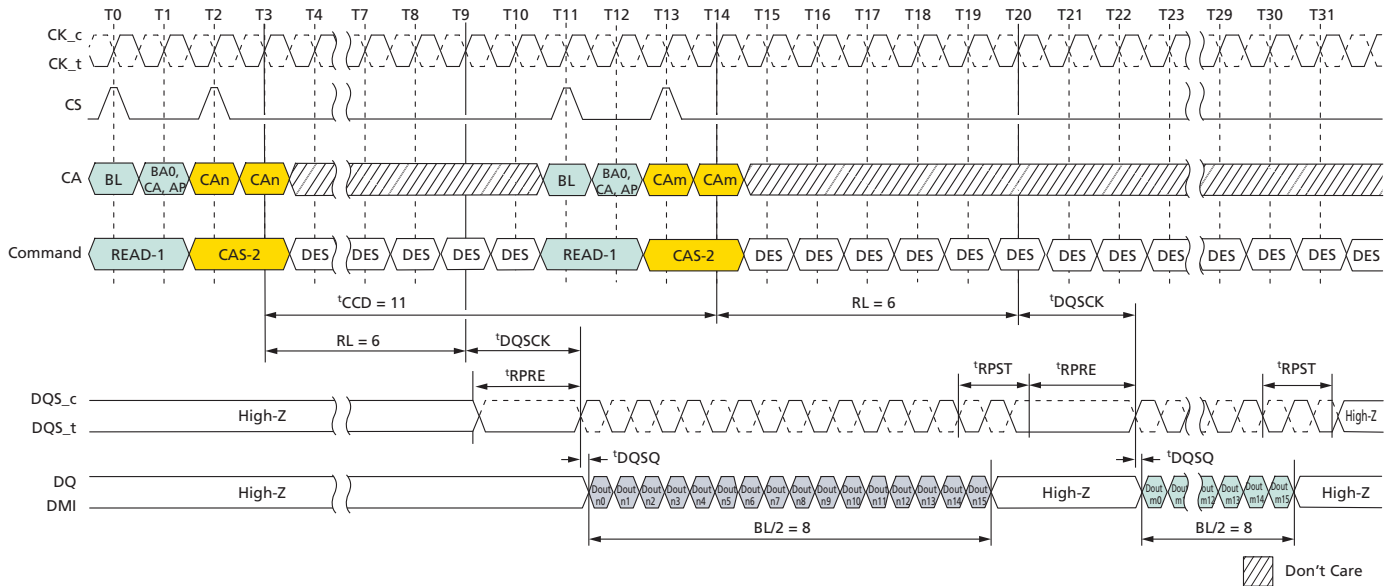 T0 T1 T2 T3 T4 T7 T8 T9 T10 T11 T12 T13 T14 T15 T16 T17 T18 T19 T20 T21 T22 T23 T29 T30 T31
CK_c
CK_t
CS
CA BL BA0, CA, AP CAn CAn BL BA0, CA, AP CAm CAm
Command READ-1 CAS-2 DES DES DES DES DES READ-1 CAS-2 DES DES DES DES DES DES DES DES DES DES DES DES DES
tCCD = 11 RL = 6 tDQSCK
RL = 6 tDQSCK
tRPRE tRPST tRPRE tRPST
DQS_c
High-Z High-Z
DQS_t
tDQSQ tDQSQ
DQ
High-Z Dout n0 Dout n1 Dout n2 Dout n3 Dout n4 Dout n5 Dout n6 Dout n7 Dout n8 Dout n9 Dout n10 Dout n11 Dout n12 Dout n13 Dout n14 Dout n15 High-Z Dout m0 Dout Dout m12 Dout m13 Dout m14 Dout m15 High-Z
DMI
BL/2 = 8 BL/2 = 8
Don't Care